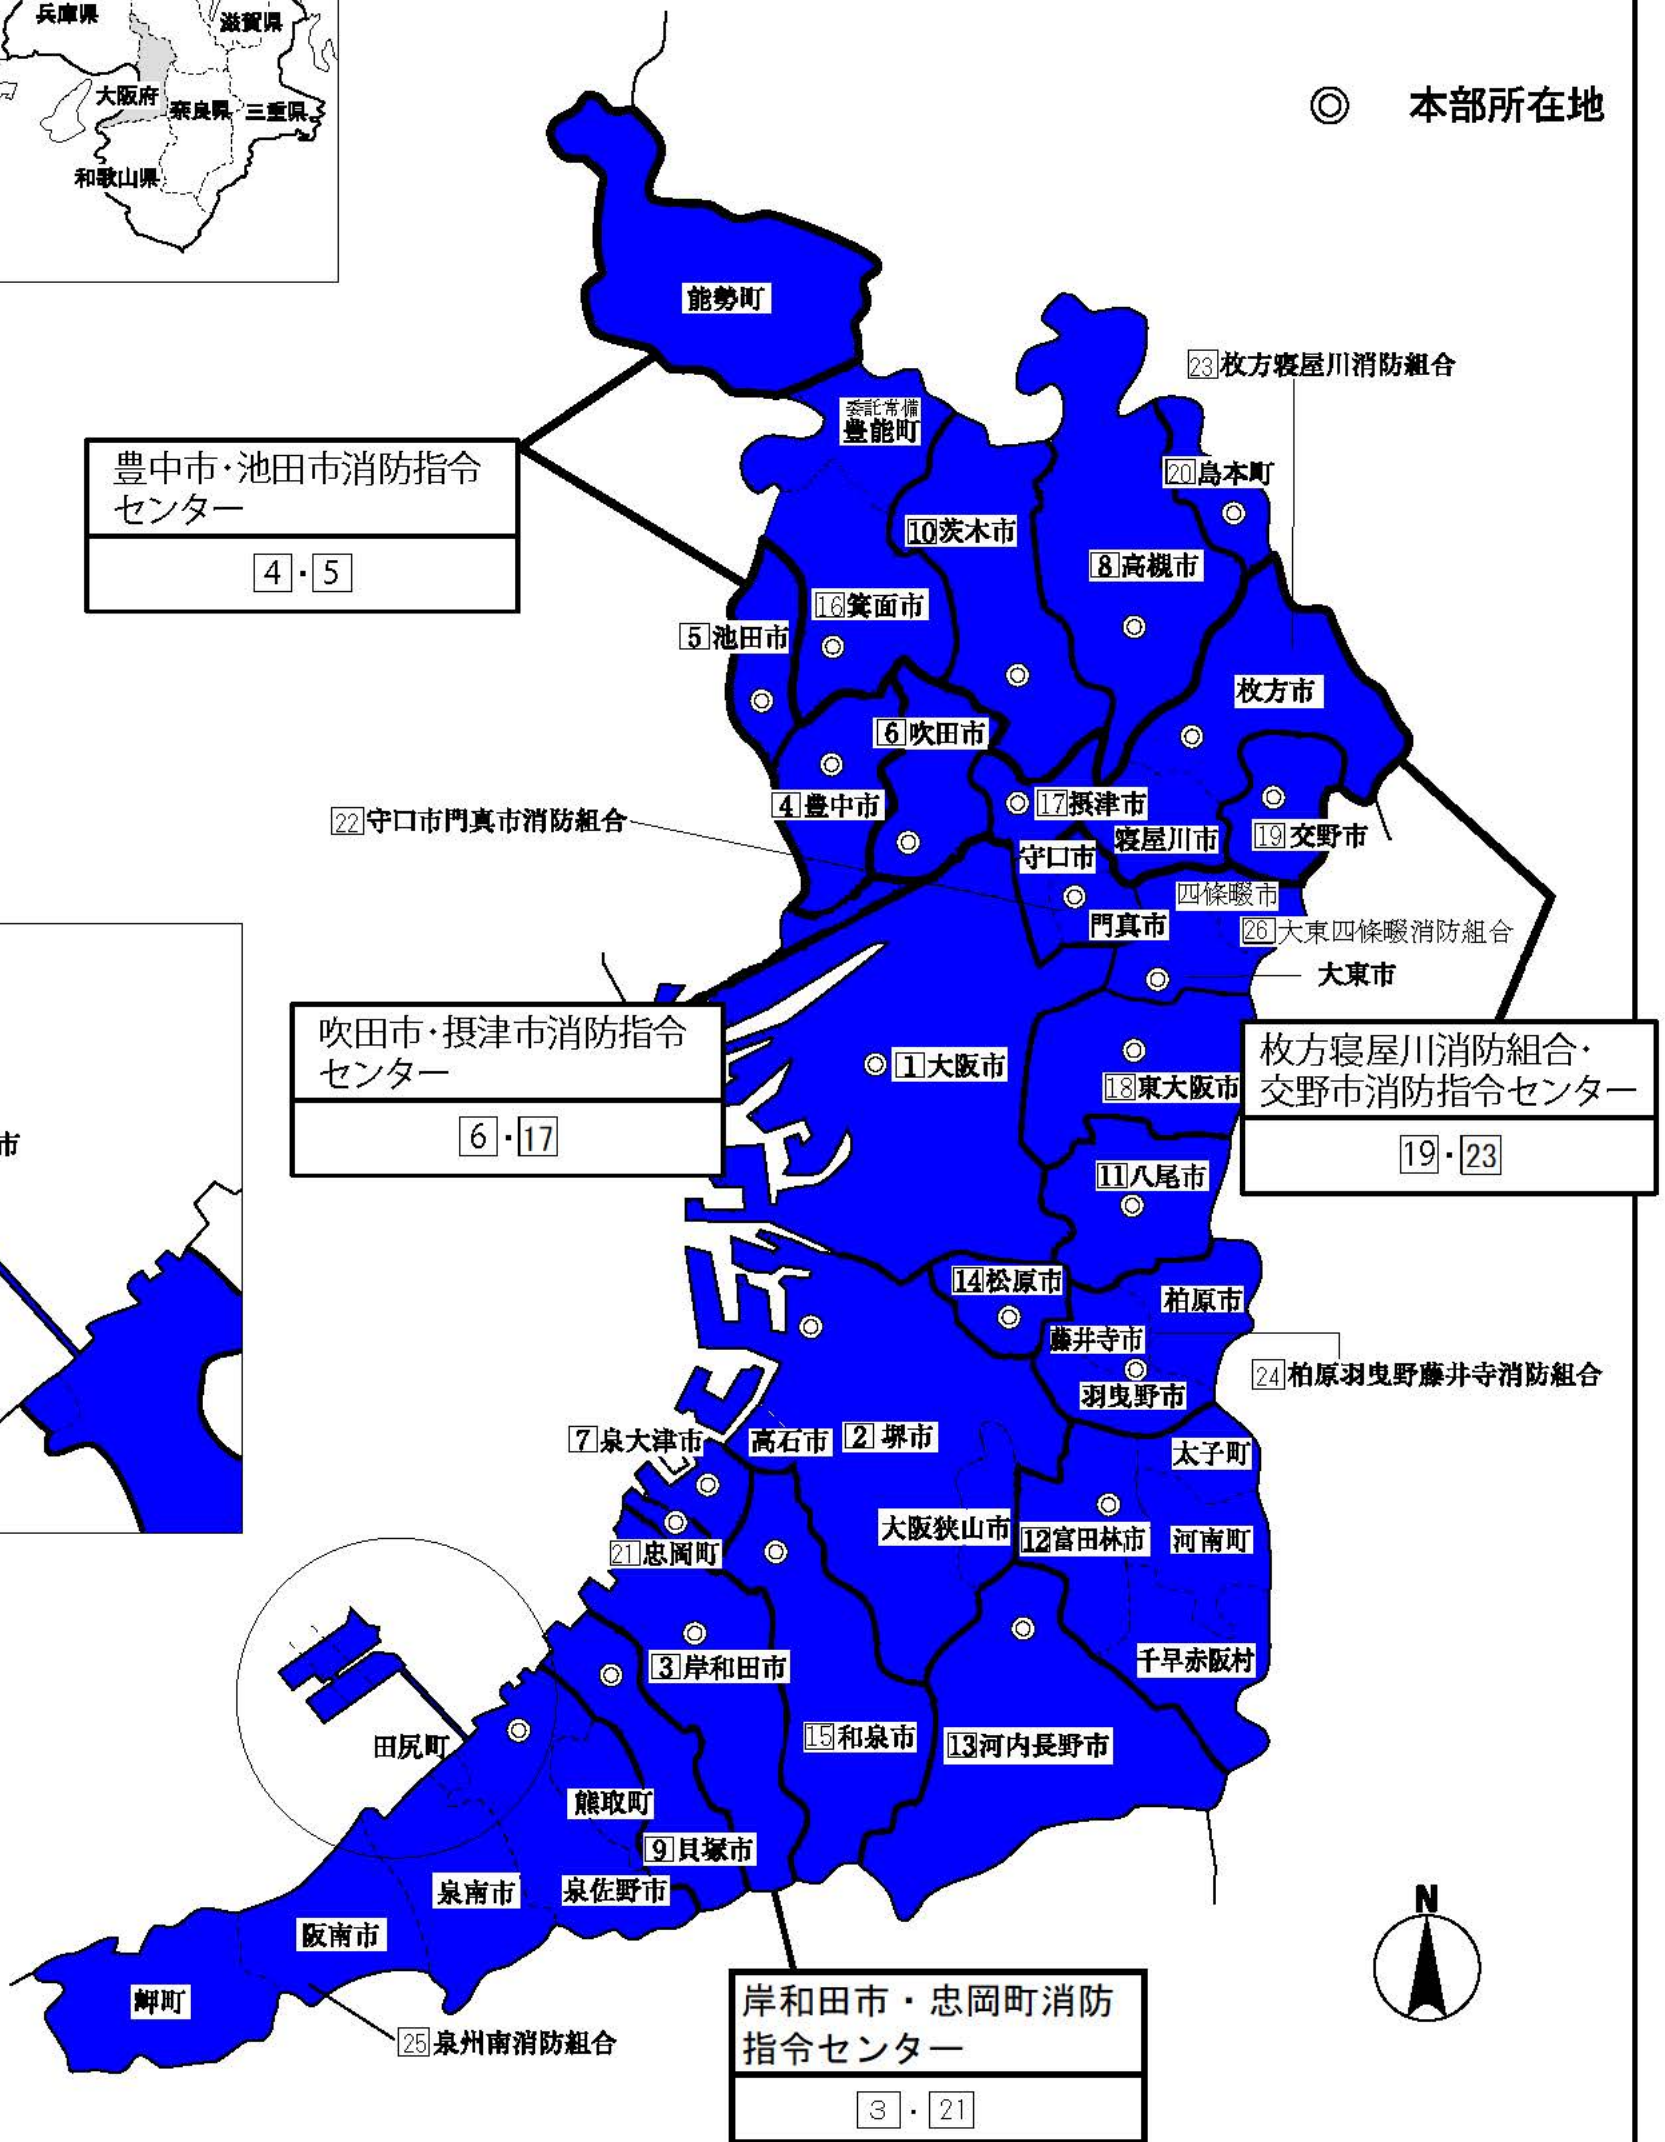 兵庫県
滋賀県
大阪府
奈良県
三重県
和歌山県
◎ 本部所在地
能勢町
23枚方寝屋川消防組合
委託常備
豊能町
豊中市・池田市消防指令
センター
4・5
20島本町
10茨木市
8高槻市
16箕面市
5池田市
枚方市
6吹田市
4豊中市
17摂津市
22守口市門真市消防組合
寝屋川市
19交野市
守口市
四條畷市
門真市
26大東四條畷消防組合
大東市
吹田市・摂津市消防指令
センター
6・17
1大阪市
18東大阪市
枚方寝屋川消防組合・
交野市消防指令センター
19・23
市
11八尾市
14松原市
柏原市
藤井寺市
24柏原羽曳野藤井寺消防組合
羽曳野市
7泉大津市
高石市
2堺市
太子町
大阪狭山市
12富田林市
河南町
21忠岡町
3岸和田市
千早赤阪村
田尻町
15和泉市
13河内長野市
熊取町
9貝塚市
泉南市
泉佐野市
阪南市
岬町
25泉州南消防組合
N
岸和田市・忠岡町消防
指令センター
3・21